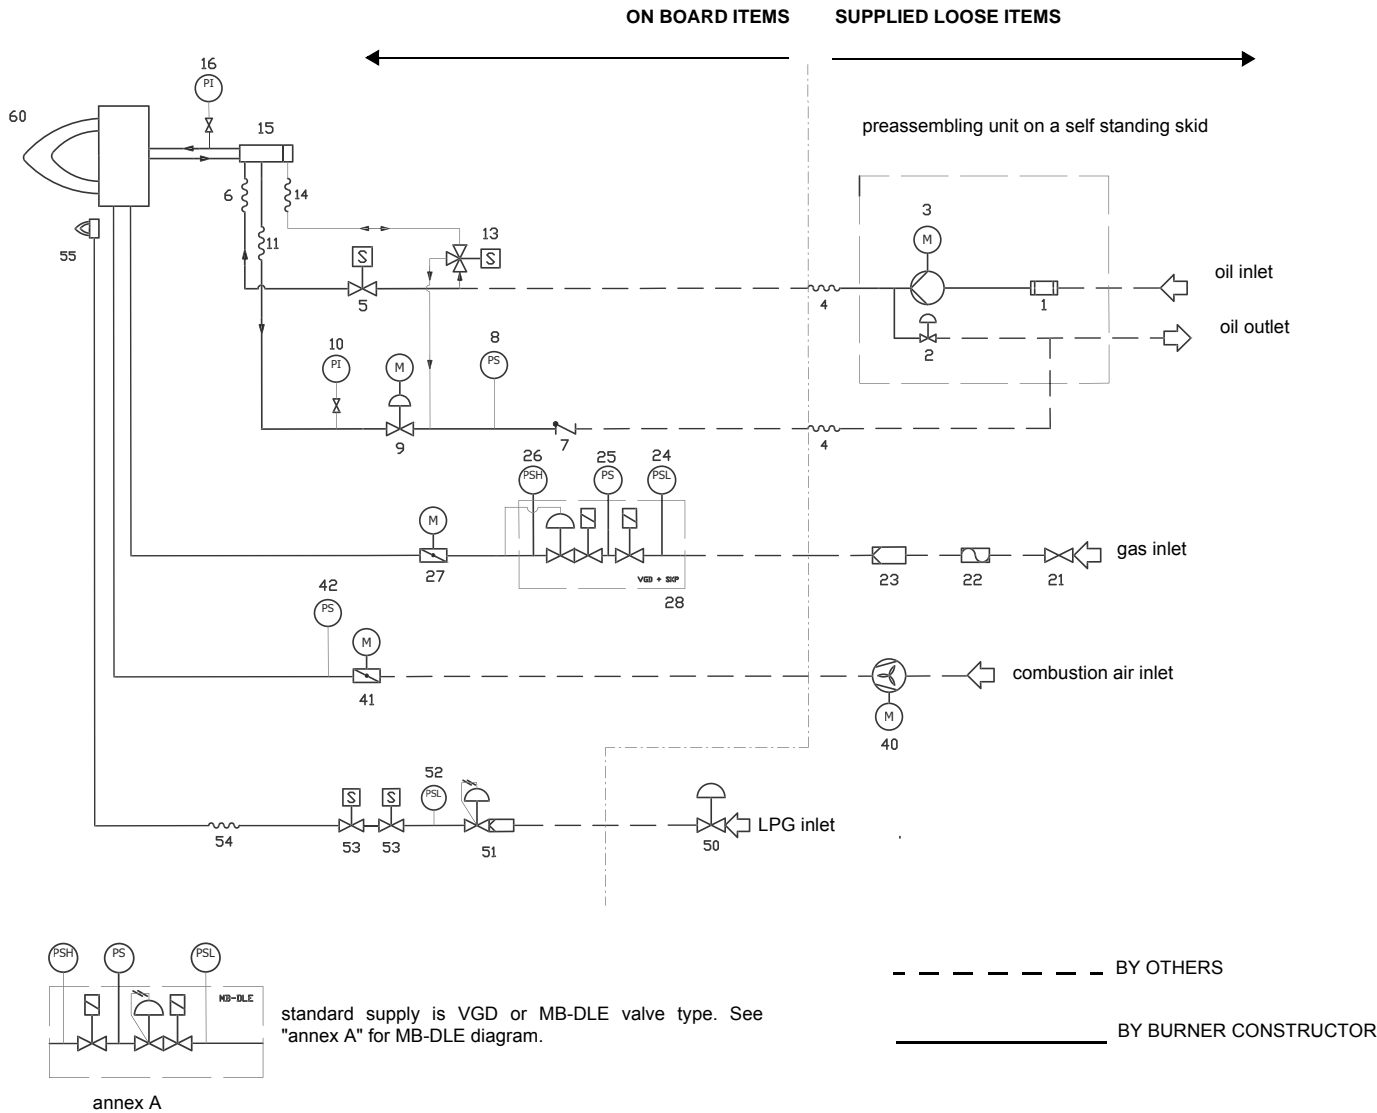 ON BOARD ITEMS SUPPLIED LOOSE ITEMS
16
PI
60
15
preassembling unit on a self standing skid
6
14
3
M
11
13
S
55
S
oil inlet
5
4
1
oil outlet
10
8
2
PI
M
PS
9
7
4
26
25
24
PSH
PS
PSL
M
gas inlet
27
VGD + SKP
28
23
22
21
42
PS
M
combustion air inlet
41
M
40
52
S
S
PSL
LPG inlet
54
53
53
51
50
PSH
PS
PSL
MB-DLE
BY OTHERS
standard supply is VGD or MB-DLE valve type. See
"annex A" for MB-DLE diagram.
BY BURNER CONSTRUCTOR
annex A